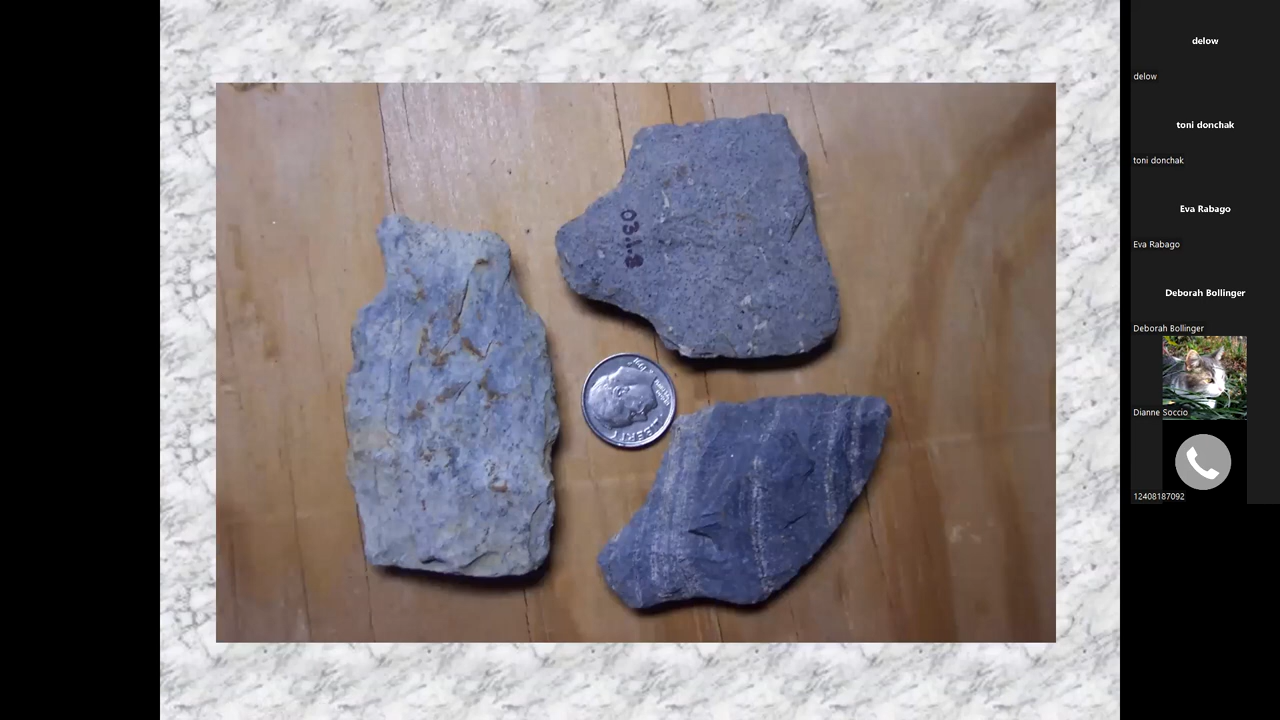 delow
delow
toni donchak
toni donchak
Eva Rabago
Eva Rabago
Deborah Bollinger
Deborah Bollinger
Dianne Soccio
12408187092
LIBERTY